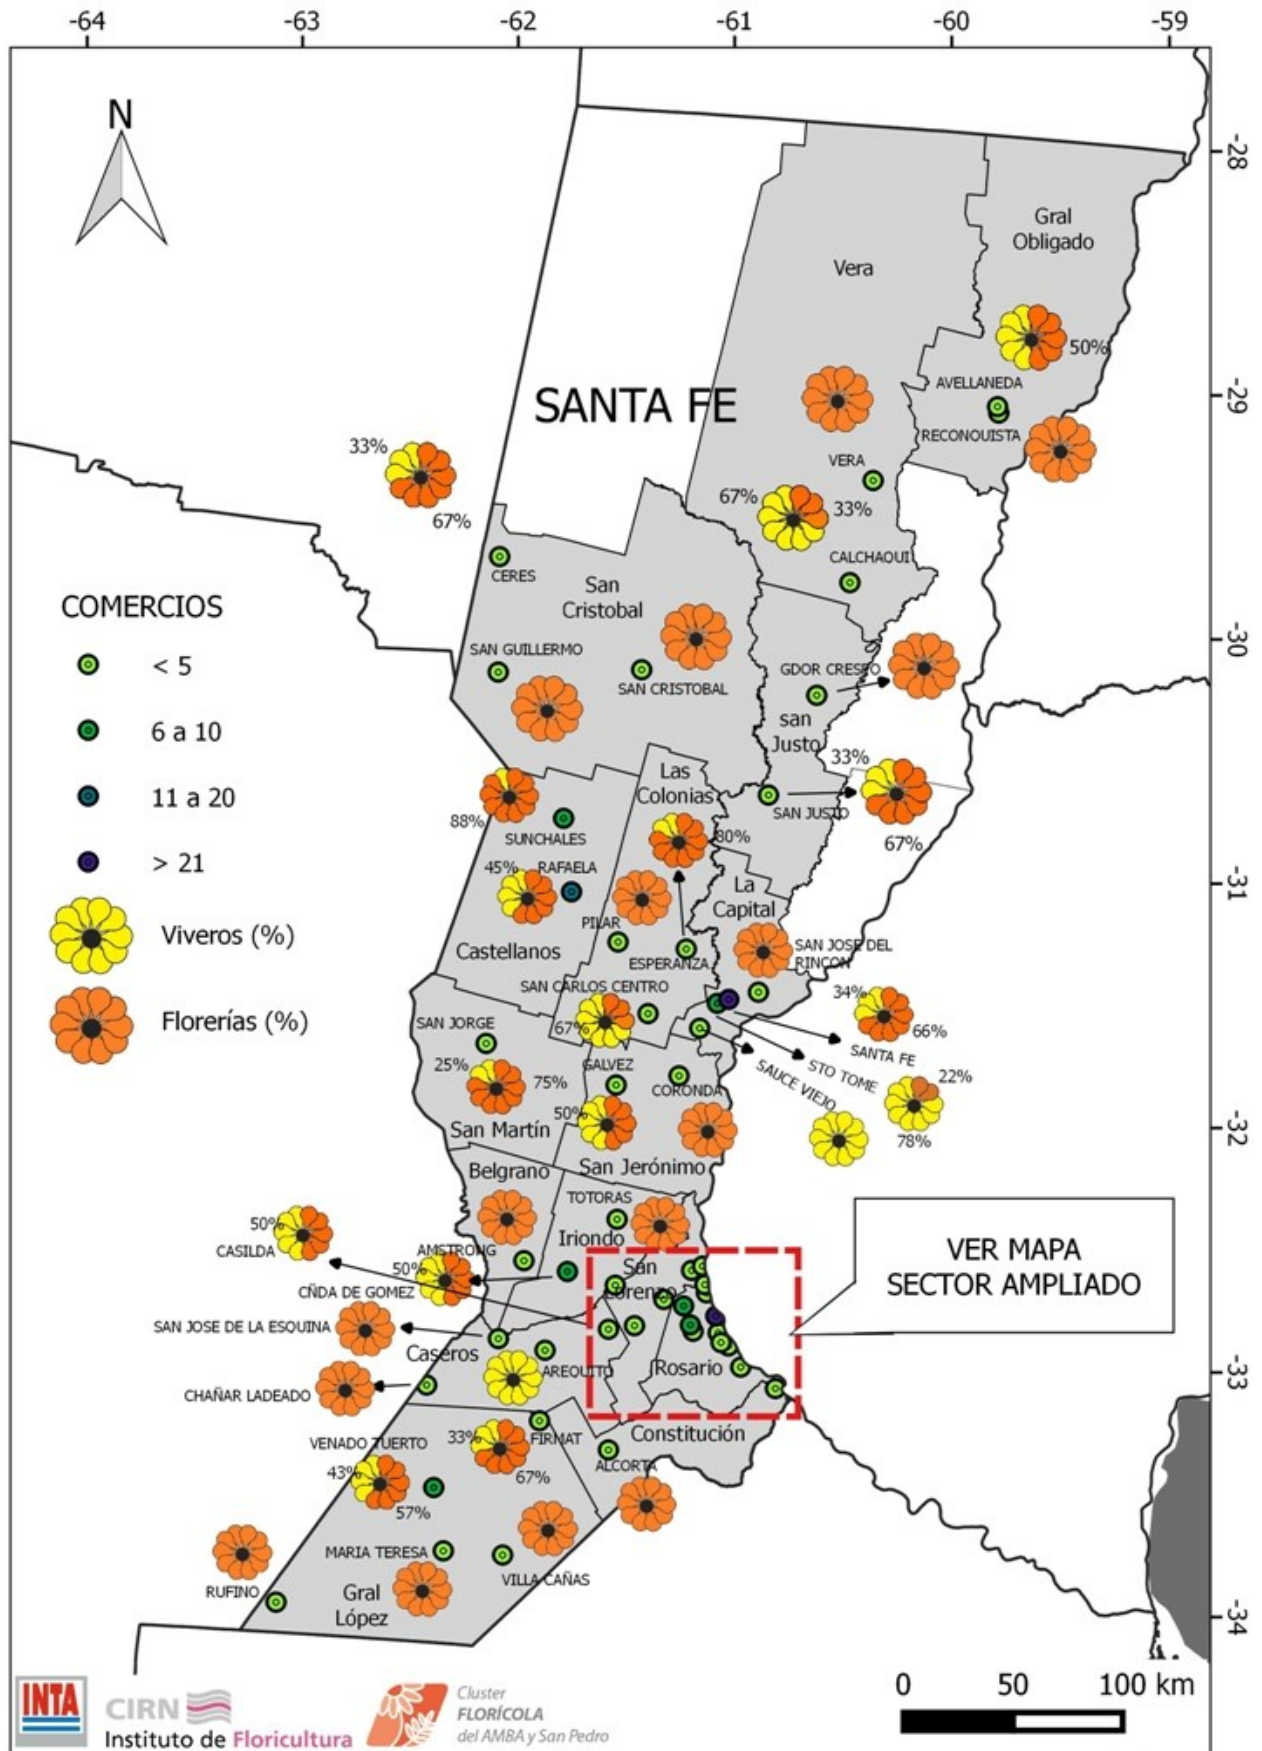 -64
-63
-62
-61
-60
-59
N
-28
Gral
Obligado
Vera
50%
AVELLANEDA
-29
SANTA FE
RECONQUISTA
33%
VERA
67%
67%
33%
CALCHAQUI
CERES
San
Cristobal
COMERCIOS
-30
SAN GUILLERMO
GDOR CRESPO
< 5
SAN CRISTOBAL
san
Justo
6 a 10
33%
Las
Colonias
11 a 20
SAN JUSTO
88%
SUNCHALES
80%
67%
> 21
45%
RAFAELA
-31
La
Capital
PILAR
Viveros (%)
Castellanos
SAN JOSE DEL
RINCON
ESPERANZA
SAN CARLOS CENTRO
34%
Florerías (%)
SAN JORGE
67%
66%
SANTA FE
25%
GALVEZ
STO TOME
SAUCE VIEJO
22%
75%
CORONDA
50%
San Martín
78%
-32
Belgrano
San Jerónimo
TOTORAS
50%
Iriondo
CASILDA
AMSTRONG
VER MAPA
SECTOR AMPLIADO
50%
San
Lorenzo
CÑDA DE GOMEZ
SAN JOSE DE LA ESQUINA
Caseros
AREQUITO
Rosario
-33
CHAÑAR LADEADO
VENADO TUERTO
33%
FIRMAT
Constitución
43%
67%
ALCORTA
57%
MARIA TERESA
VILLA CAÑAS
RUFINO
Gral
López
-34
0 50 100 km
INTA
CIRN
Instituto de Floricultura
Cluster
FLORÍCOLA
del AMBA y San Pedro